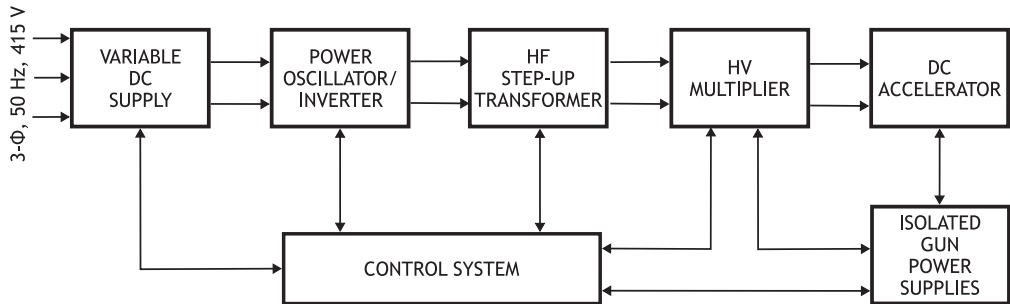 3-Φ, 50 Hz, 415 V
VARIABLE
DC
SUPPLY
POWER
OSCILLATOR/
INVERTER
HF
STEP-UP
TRANSFORMER
HV
MULTIPLIER
DC
ACCELERATOR
CONTROL SYSTEM
ISOLATED
GUN
POWER
SUPPLIES